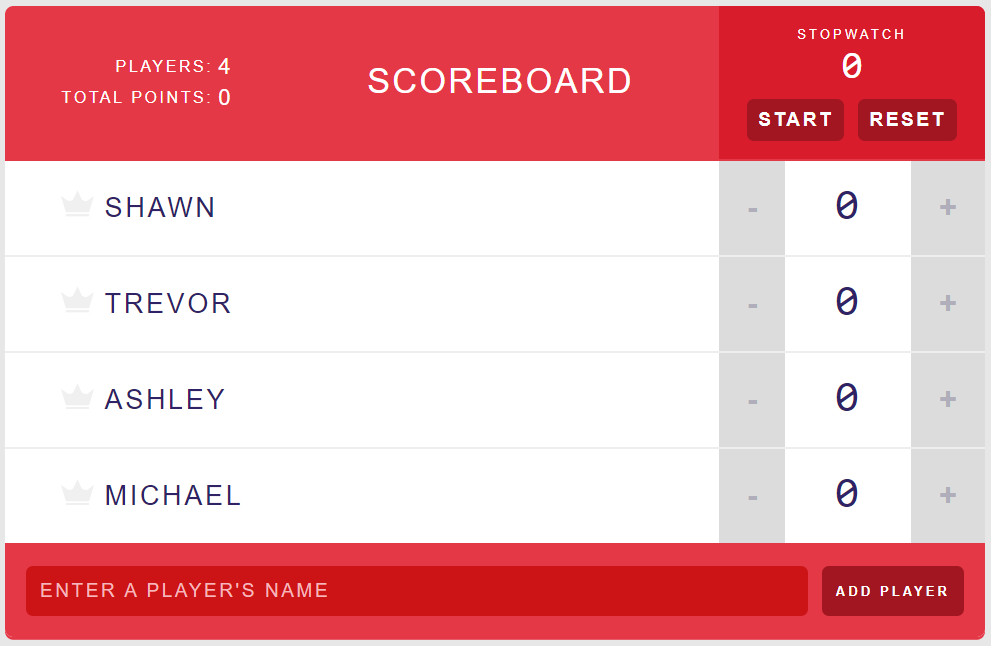 PLAYERS: 4
TOTAL POINTS: 0
SCOREBOARD
STOPWATCH
0
START RESET
SHAWN - 0 +
TREVOR - 0 +
ASHLEY - 0 +
MICHAEL - 0 +
ENTER A PLAYER'S NAME ADD PLAYER